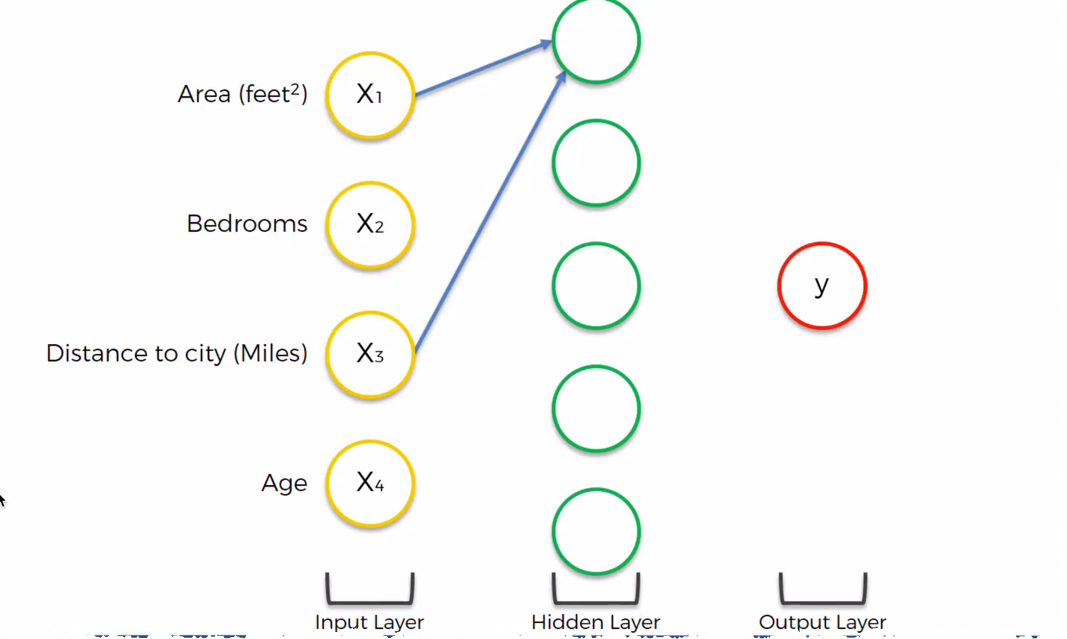 Area (feet²)
X₁
Bedrooms
X₂
Distance to city (Miles)
X₃
Age
X₄
y
Input Layer
Hidden Layer
Output Layer